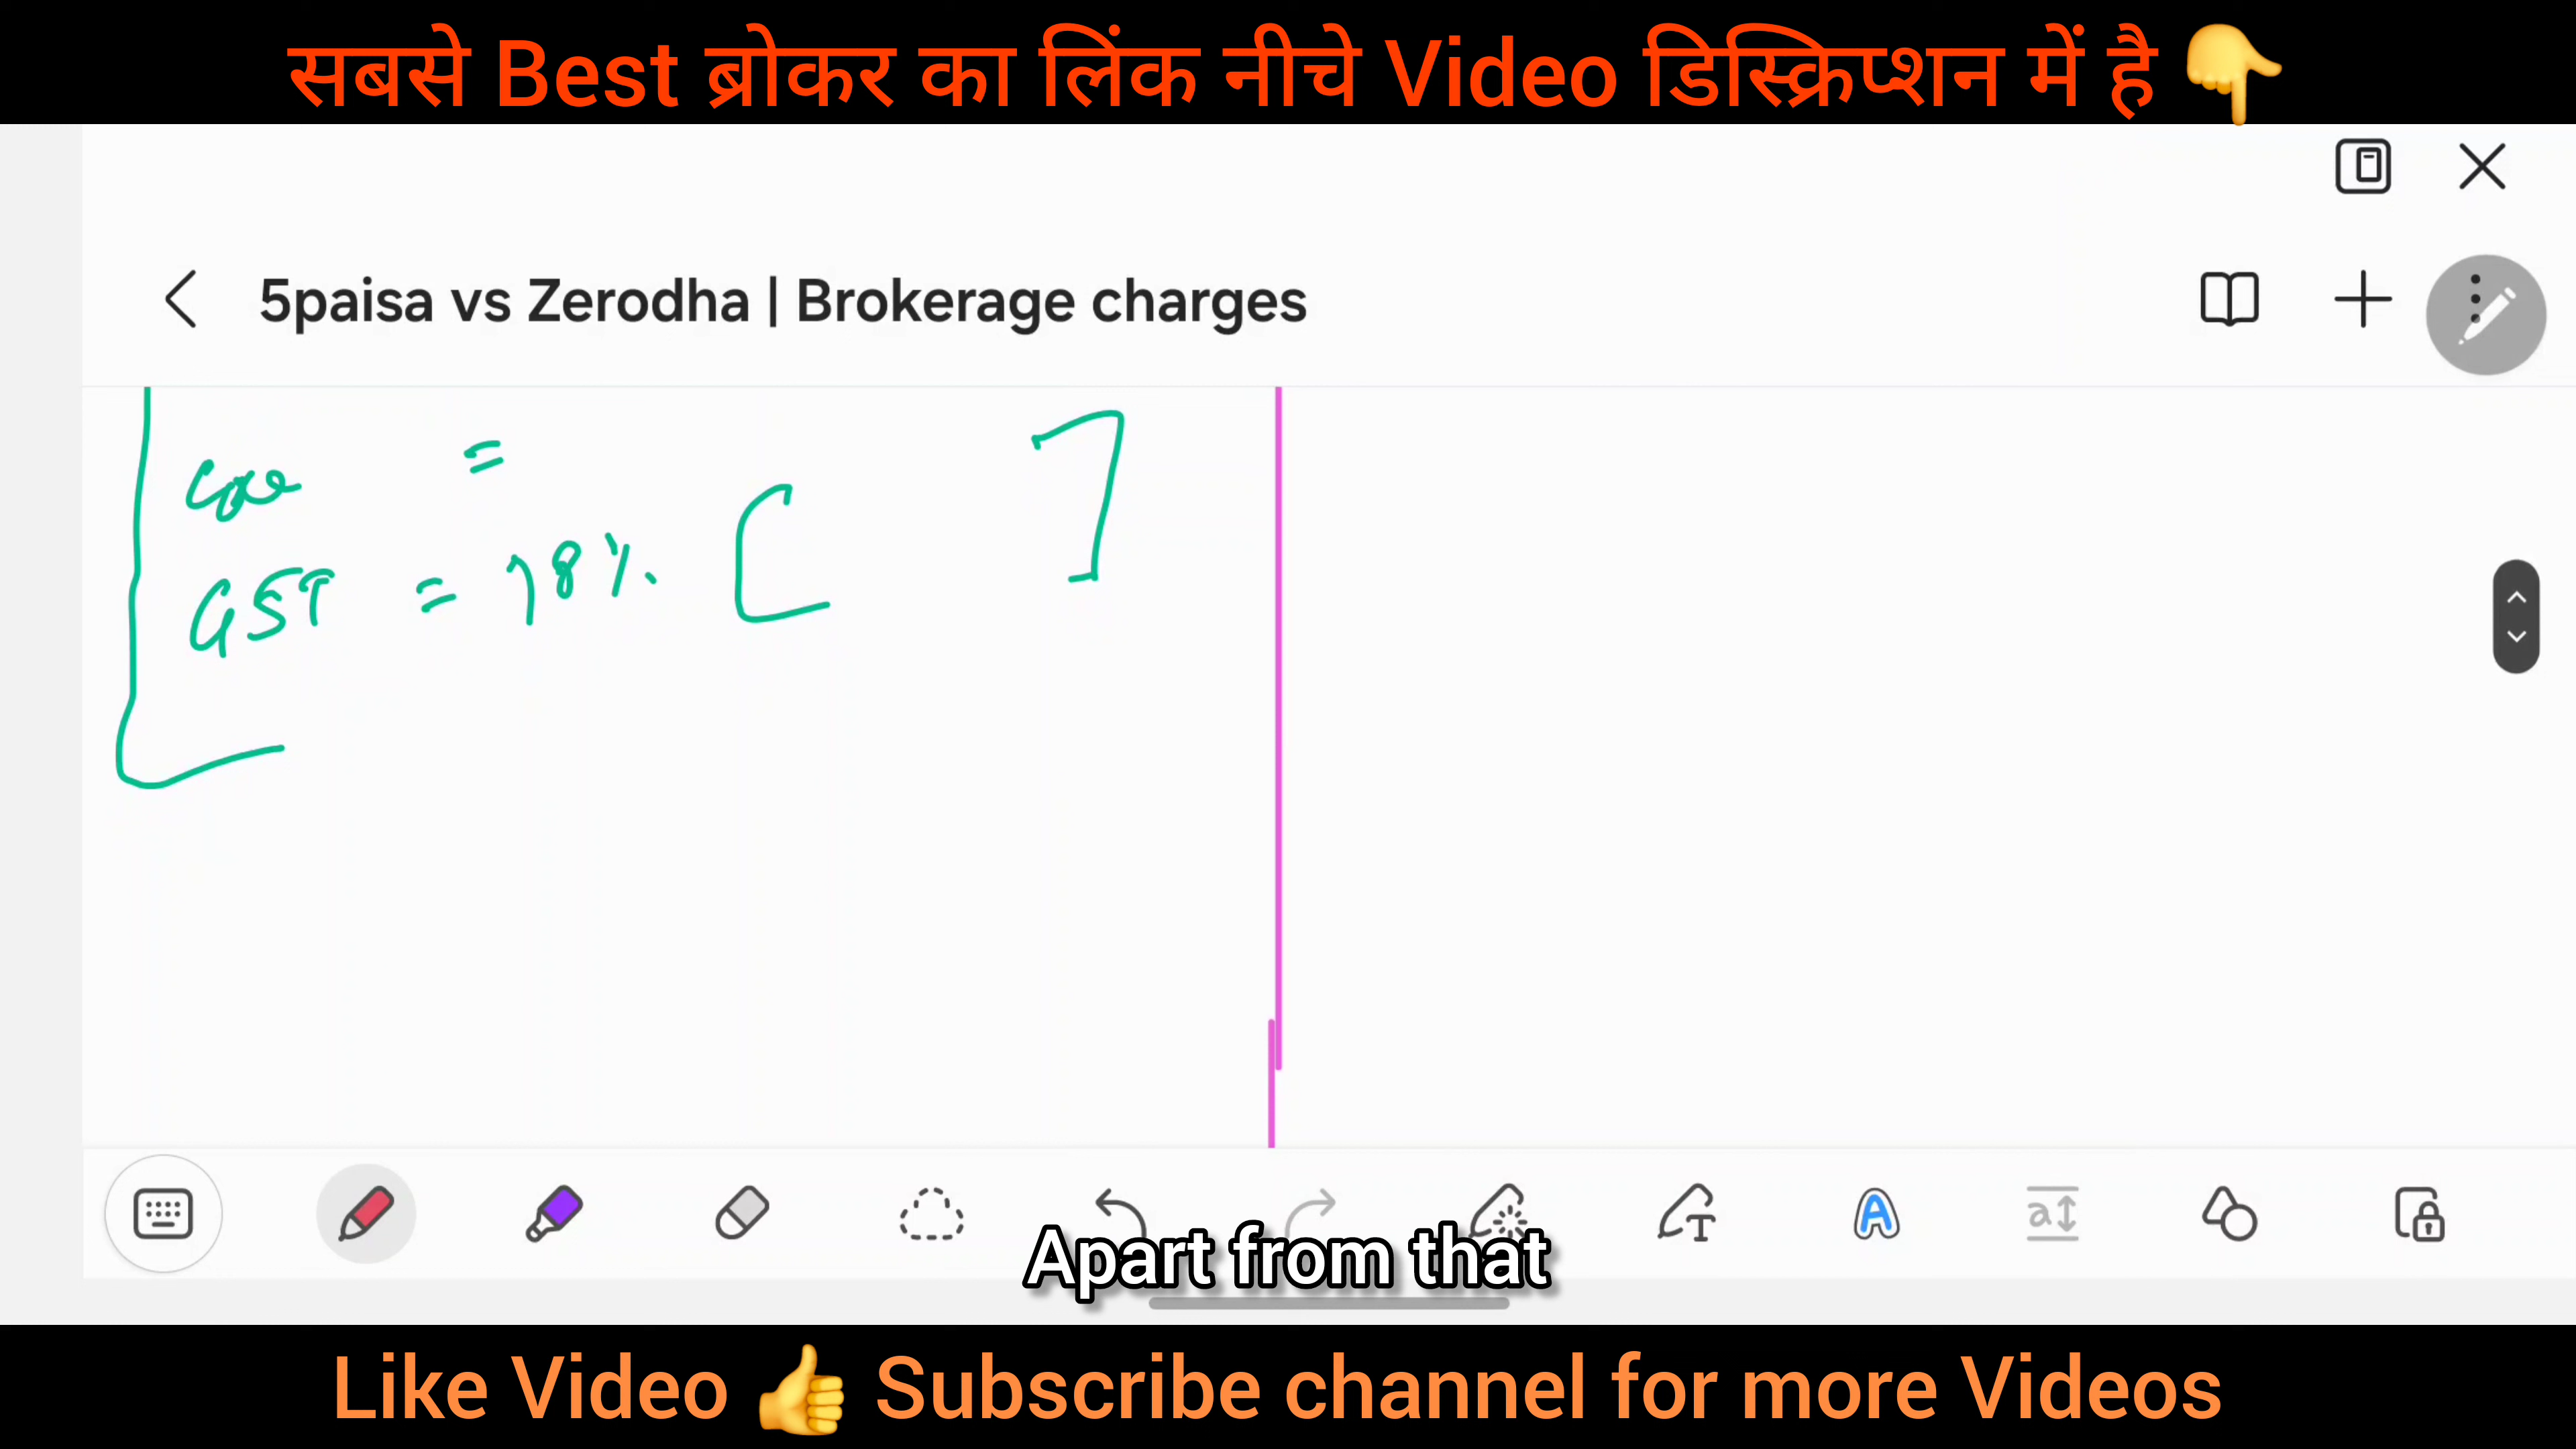 सबसे Best ब्रोकर का लिंक नीचे Video डिस्क्रिप्शन में है 👇
5paisa vs Zerodha | Brokerage charges
=
GST = 18% [ ]
T
A
a
Apart from that
Like Video 👍 Subscribe channel for more Videos